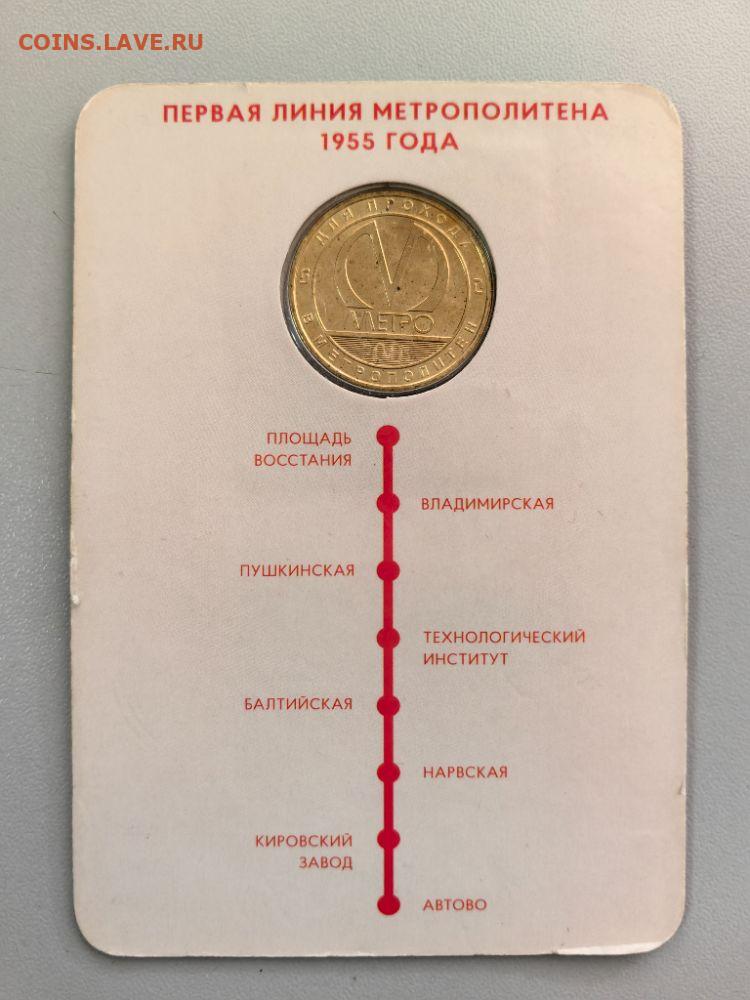 COINS.LAVE.RU
ПЕРВАЯ ЛИНИЯ МЕТРОПОЛИТЕНА
1955 ГОДА
ДЛЯ ПРОХОДА
МЕТРО
В МЕТРОПОЛИТЕН
ПЛОЩАДЬ
ВОССТАНИЯ
ВЛАДИМИРСКАЯ
ПУШКИНСКАЯ
ТЕХНОЛОГИЧЕСКИЙ
ИНСТИТУТ
БАЛТИЙСКАЯ
НАРВСКАЯ
КИРОВСКИЙ
ЗАВОД
АВТОВО